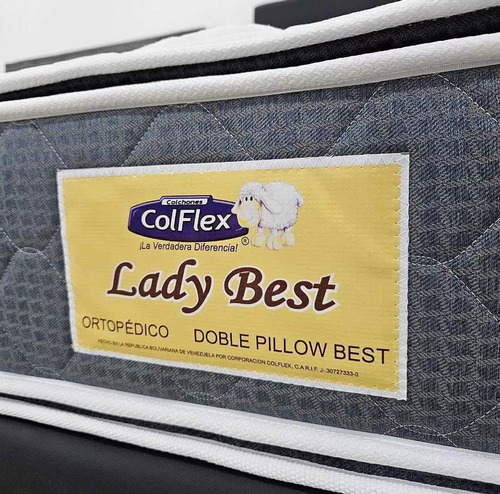 Colchones
ColFlex
®
¡La Verdadera Diferencia!
Lady Best
ORTOPÉDICO DOBLE PILLOW BEST
HECHO EN LA REPUBLICA BOLIVARIANA DE VENEZUELA POR CORPORACION COLFLEX, C.A R.I.F. J-.30727333-0